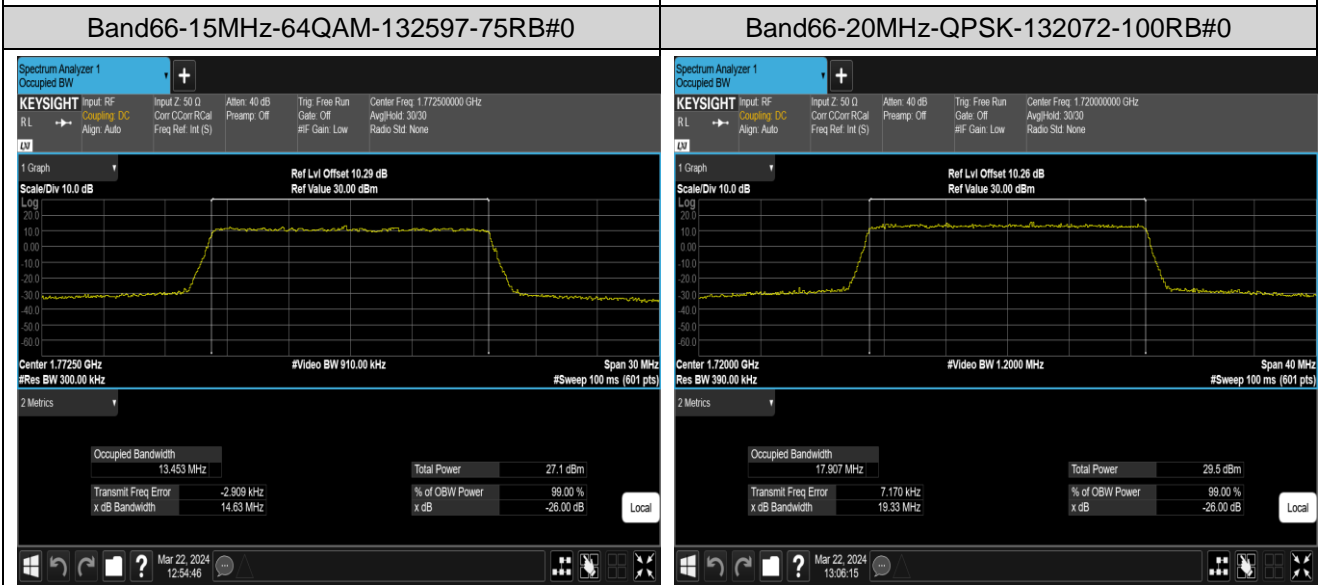 Band66-15MHz-64QAM-132597-75RB#0
Spectrum Analyzer 1
Occupied BW
KEYSIGHT
RL
LXI
Input: RF
Coupling: DC
Align: Auto
Input Z: 50 Ω
Corr CCorr RCal
Freq Ref: Int (S)
Atten: 40 dB
Preamp: Off
Trig: Free Run
Gate: Off
#IF Gain: Low
Center Freq: 1.772500000 GHz
Avg|Hold: 30/30
Radio Std: None
1 Graph
Scale/Div 10.0 dB
Ref Lvl Offset 10.29 dB
Ref Value 30.00 dBm
Log
20.0
10.0
0.00
-10.0
-20.0
-30.0
-40.0
-50.0
-60.0
Center 1.77250 GHz
#Res BW 300.00 kHz
#Video BW 910.00 kHz
Span 30 MHz
#Sweep 100 ms (601 pts)
2 Metrics
Occupied Bandwidth
13.453 MHz
Total Power 27.1 dBm
Transmit Freq Error -2.909 kHz % of OBW Power 99.00 %
x dB Bandwidth 14.63 MHz x dB -26.00 dB
Local
? Mar 22, 2024
12:54:46
Band66-20MHz-QPSK-132072-100RB#0
Spectrum Analyzer 1
Occupied BW
KEYSIGHT
RL
LXI
Input: RF
Coupling: DC
Align: Auto
Input Z: 50 Ω
Corr CCorr RCal
Freq Ref: Int (S)
Atten: 40 dB
Preamp: Off
Trig: Free Run
Gate: Off
#IF Gain: Low
Center Freq: 1.720000000 GHz
Avg|Hold: 30/30
Radio Std: None
1 Graph
Scale/Div 10.0 dB
Ref Lvl Offset 10.26 dB
Ref Value 30.00 dBm
Log
20.0
10.0
0.00
-10.0
-20.0
-30.0
-40.0
-50.0
-60.0
Center 1.72000 GHz
Res BW 390.00 kHz
#Video BW 1.2000 MHz
Span 40 MHz
#Sweep 100 ms (601 pts)
2 Metrics
Occupied Bandwidth
17.907 MHz
Total Power 29.5 dBm
Transmit Freq Error 7.170 kHz % of OBW Power 99.00 %
x dB Bandwidth 19.33 MHz x dB -26.00 dB
Local
? Mar 22, 2024
13:06:15